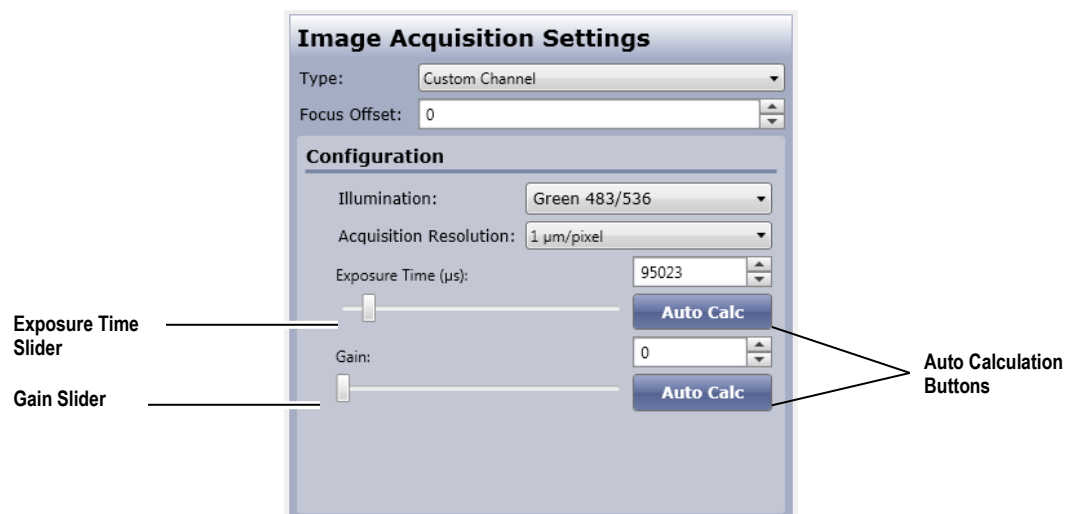 Image Acquisition Settings
Type: Custom Channel
Focus Offset: 0
Configuration
Illumination: Green 483/536
Acquisition Resolution: 1 µm/pixel
Exposure Time (µs): 95023
Auto Calc
Exposure Time
Slider
Gain: 0
Auto Calculation
Buttons
Auto Calc
Gain Slider